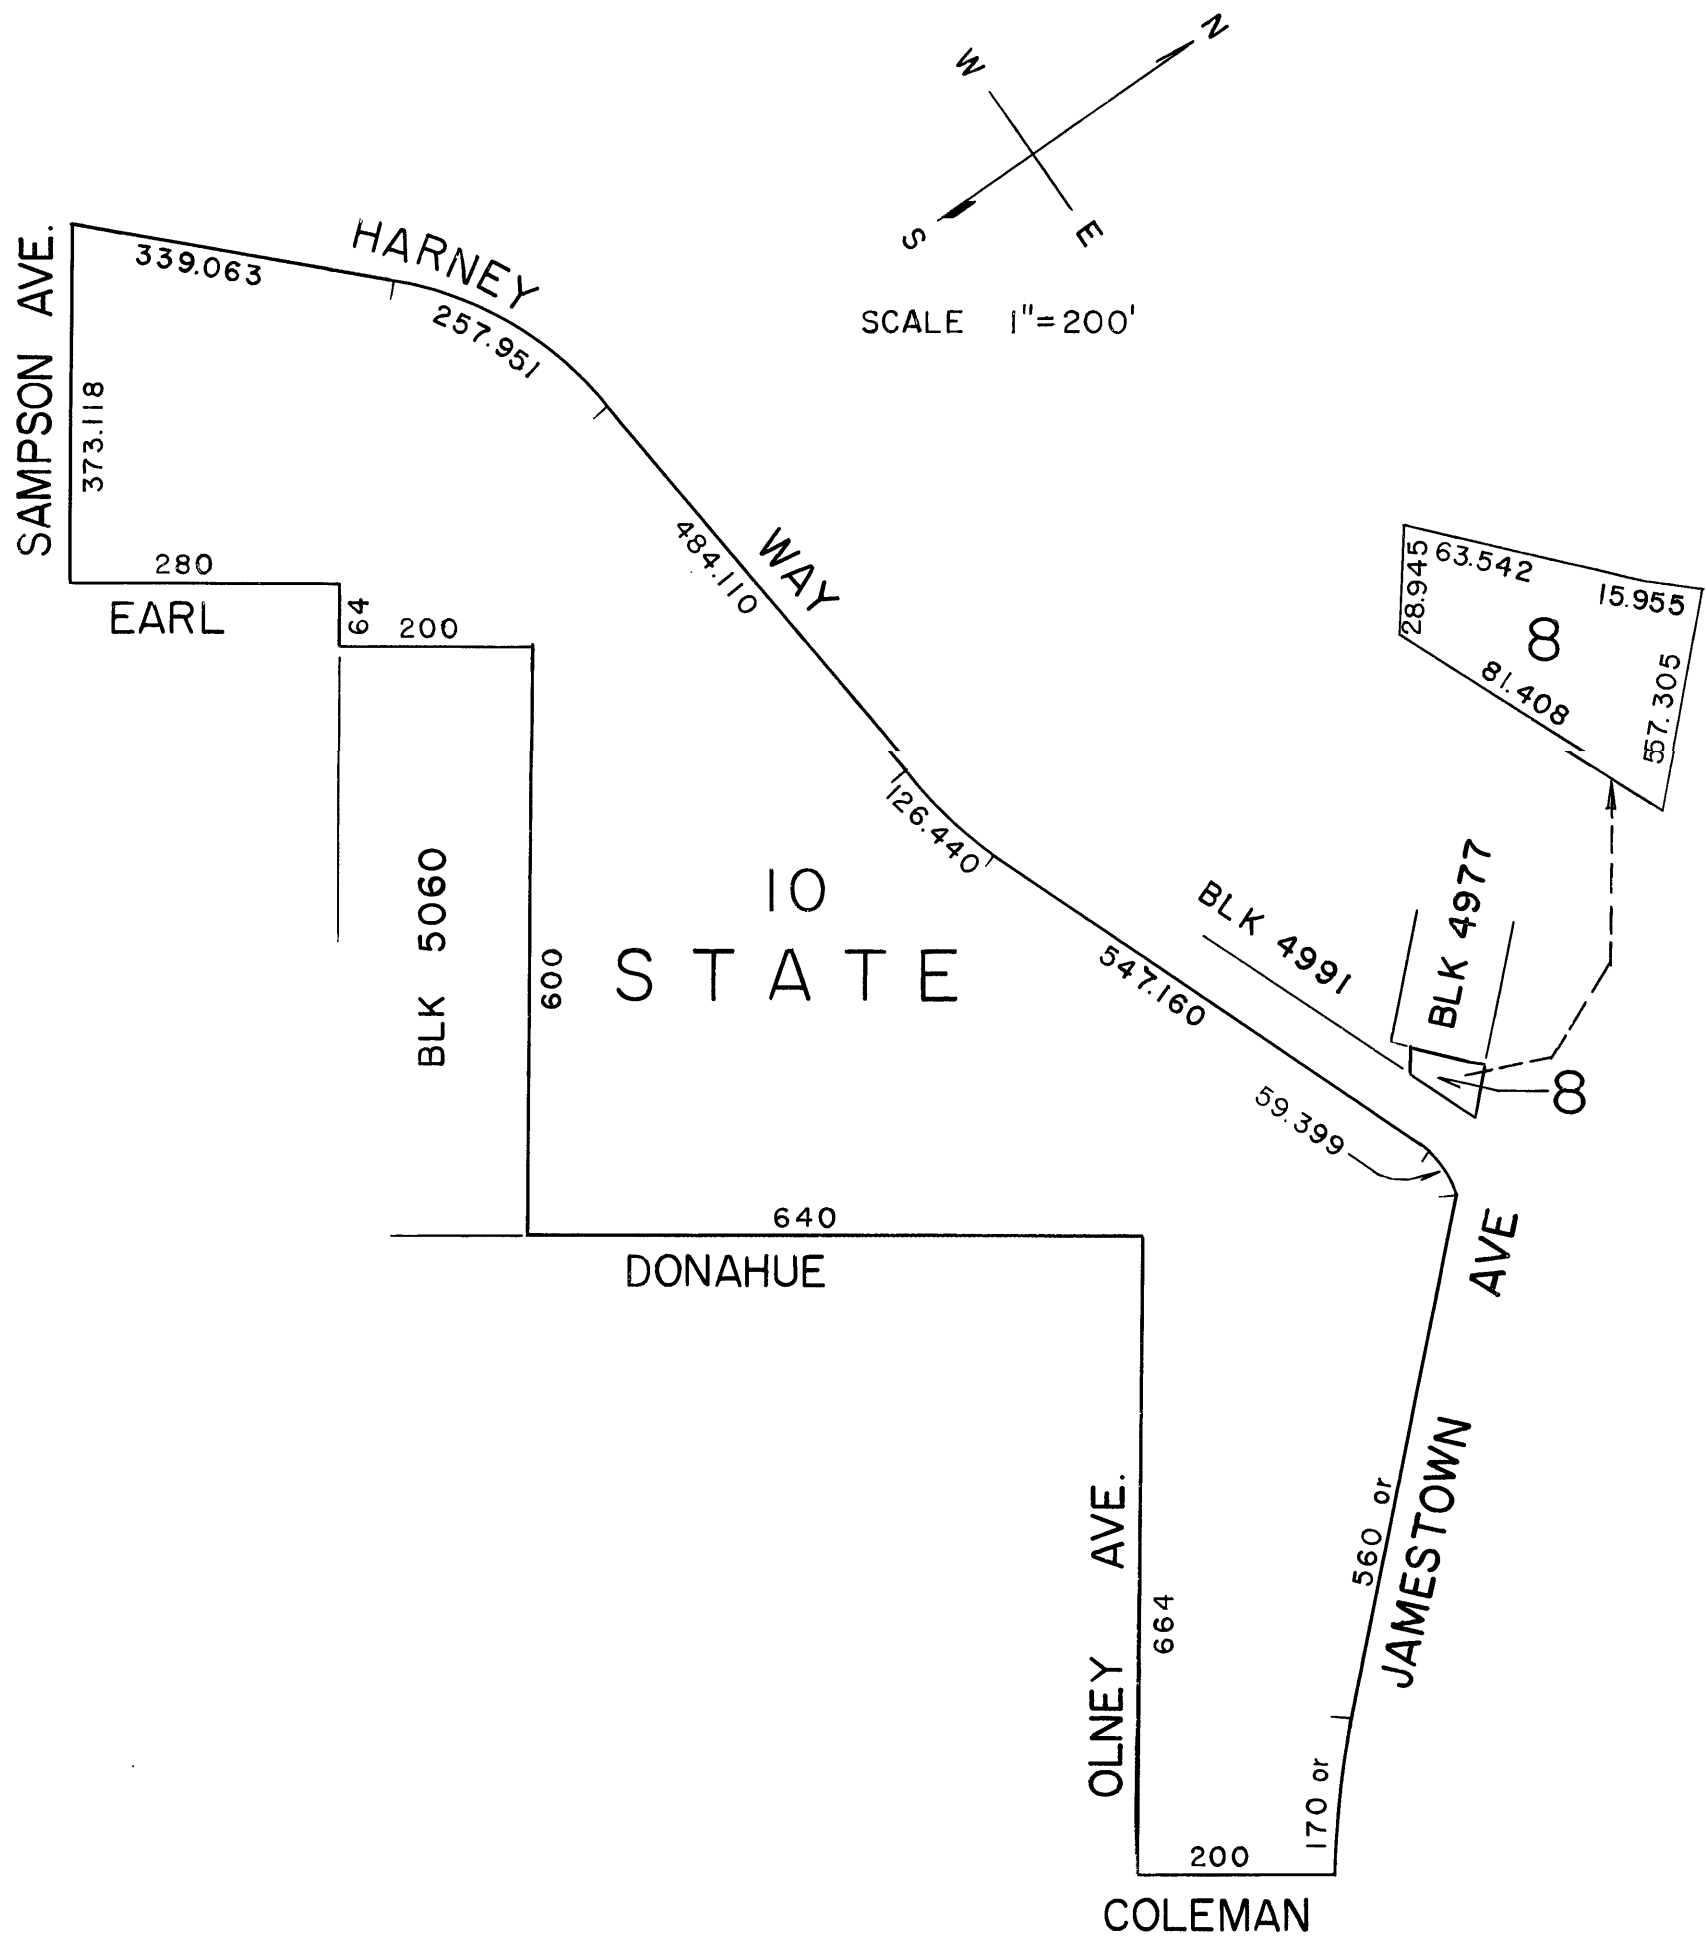 N
W
S
E
SCALE 1"=200'
SAMPSON AVE.
HARNEY
WAY
339.063
257.951
373.118
484.110
280
EARL
64
200
28.945
63.542
15.955
8
81.408
557.305
126.440
BLK 5060
10
STATE
600
547.160
BLK 4991
BLK 4977
8
59.399
640
DONAHUE
AVE
JAMESTOWN
560 or
OLNEY AVE.
664
170 or
200
COLEMAN